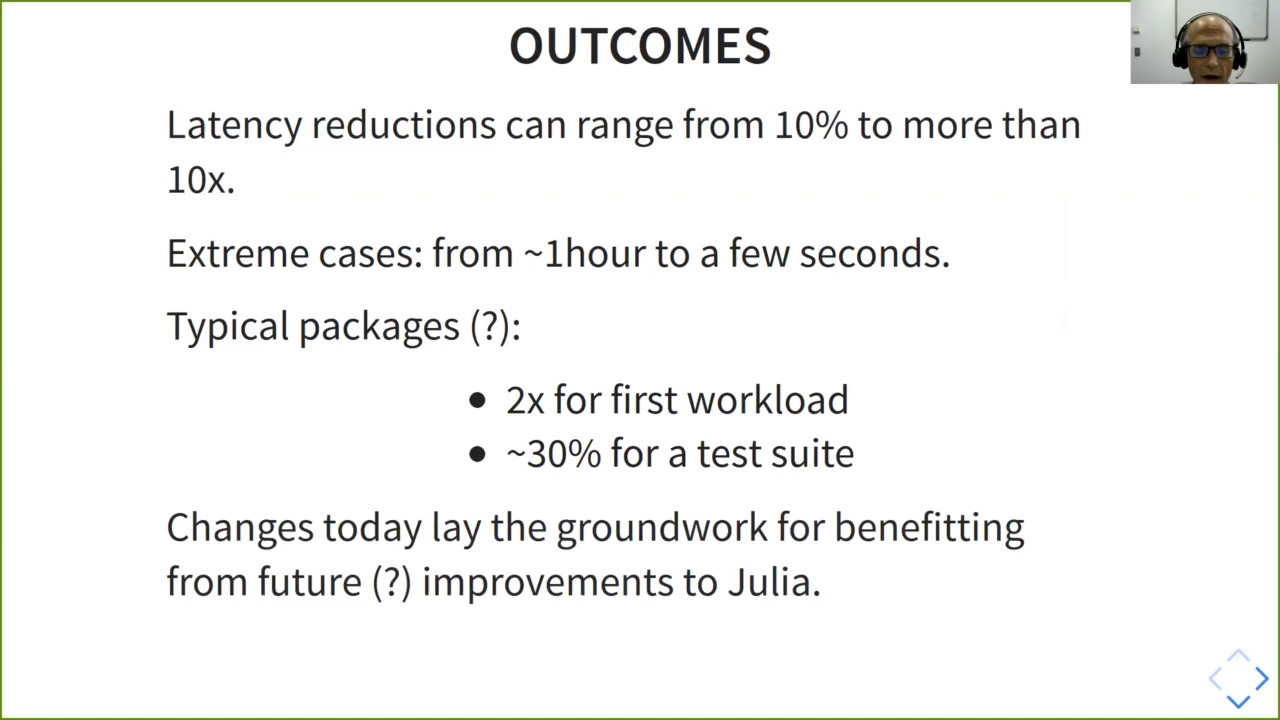 OUTCOMES
Latency reductions can range from 10% to more than
10x.
Extreme cases: from ~1hour to a few seconds.
Typical packages (?):
• 2x for first workload
• ~30% for a test suite
Changes today lay the groundwork for benefitting
from future (?) improvements to Julia.